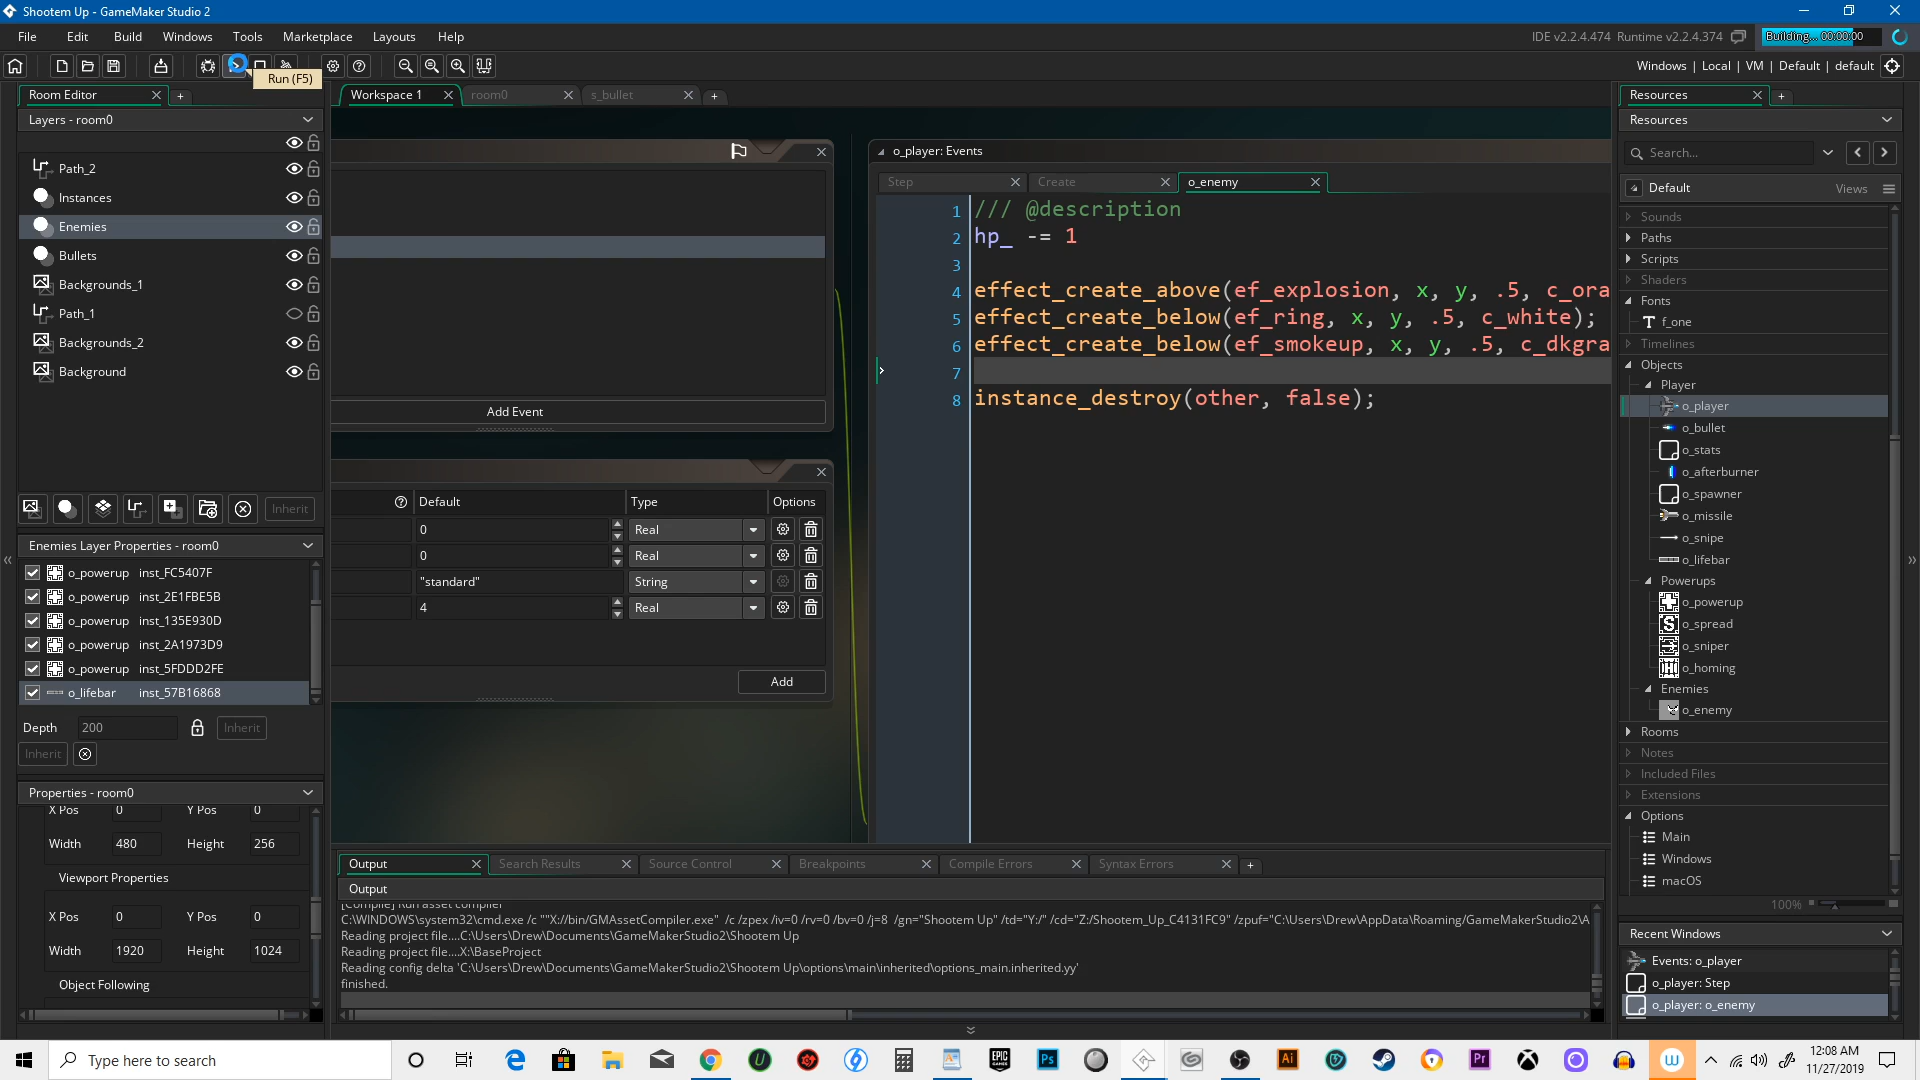 Shootem Up - GameMaker Studio 2
File Edit Build Windows Tools Marketplace Layouts Help
IDE v2.2.4.474 Runtime v2.2.4.374
Building... 00:00:00
Run (F5)
Windows | Local | VM | Default | default
Room Editor
Layers - room0
Path_2
Instances
Enemies
Bullets
Backgrounds_1
Path_1
Backgrounds_2
Background
Inherit
Enemies Layer Properties - room0
o_powerup inst_FC5407F
o_powerup inst_2E1FBE5B
o_powerup inst_135E930D
o_powerup inst_2A1973D9
o_powerup inst_5FDDD2FE
o_lifebar inst_57B16868
Depth 200 Inherit
Inherit
Properties - room0
X Pos 0 Y Pos 0
Width 480 Height 256
Viewport Properties
X Pos 0 Y Pos 0
Width 1920 Height 1024
Object Following
Workspace 1 room0 s_bullet
Add Event
Default Type Options
0 Real
0 Real
"standard" String
4 Real
Add
o_player: Events
Step Create o_enemy
1 /// @description
2 hp_ -= 1
3
4 effect_create_above(ef_explosion, x, y, .5, c_ora
5 effect_create_below(ef_ring, x, y, .5, c_white);
6 effect_create_below(ef_smokeup, x, y, .5, c_dkgra
7
8 instance_destroy(other, false);
Output Search Results Source Control Breakpoints Compile Errors Syntax Errors
Output
[Compile] Run asset compiler
C:\WINDOWS\system32\cmd.exe /c ""X://bin/GMAssetCompiler.exe" /c /zpex /iv=0 /rv=0 /bv=0 /j=8 /gn="Shootem Up" /td="Y:/" /cd="Z:/Shootem_Up_C4131FC9" /zpuf="C:\Users\Drew\AppData\Roaming/GameMakerStudio2\A
Reading project file....C:\Users\Drew\Documents\GameMakerStudio2\Shootem Up
Reading project file....X:\BaseProject
Reading config delta 'C:\Users\Drew\Documents\GameMakerStudio2\Shootem Up\options\main\inherited\options_main.inherited.yy'
finished.
Resources
Resources
Search...
Default Views
Sounds
Paths
Scripts
Shaders
Fonts
f_one
Timelines
Objects
Player
o_player
o_bullet
o_stats
o_afterburner
o_spawner
o_missile
o_snipe
o_lifebar
Powerups
o_powerup
o_spread
o_sniper
o_homing
Enemies
o_enemy
Rooms
Notes
Included Files
Extensions
Options
Main
Windows
macOS
100%
Recent Windows
Events: o_player
o_player: Step
o_player: o_enemy
Type here to search
12:08 AM
11/27/2019